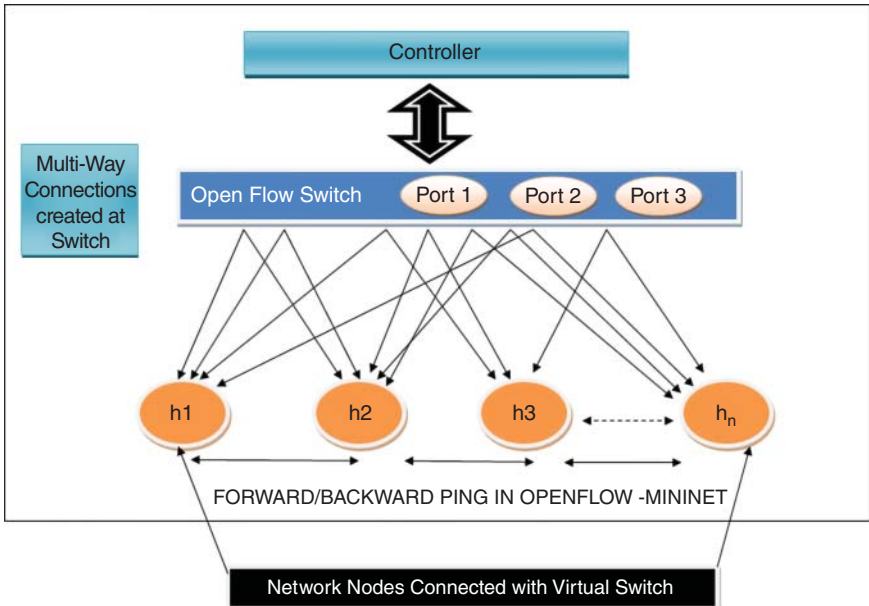 Controller
Multi-Way
Connections
created at
Switch
Open Flow Switch
Port 1
Port 2
Port 3
h1
h2
h3
hn
FORWARD/BACKWARD PING IN OPENFLOW -MININET
Network Nodes Connected with Virtual Switch